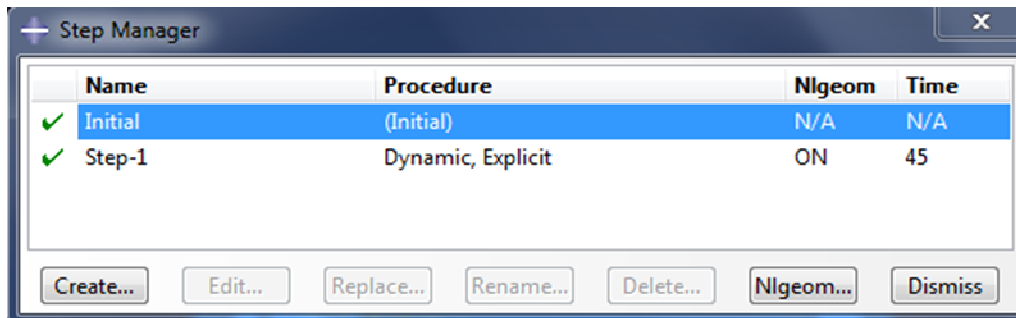 Step Manager
Name Procedure Nlgeom Time
Initial (Initial) N/A N/A
Step-1 Dynamic, Explicit ON 45
Create... Edit... Replace... Rename... Delete... Nlgeom... Dismiss